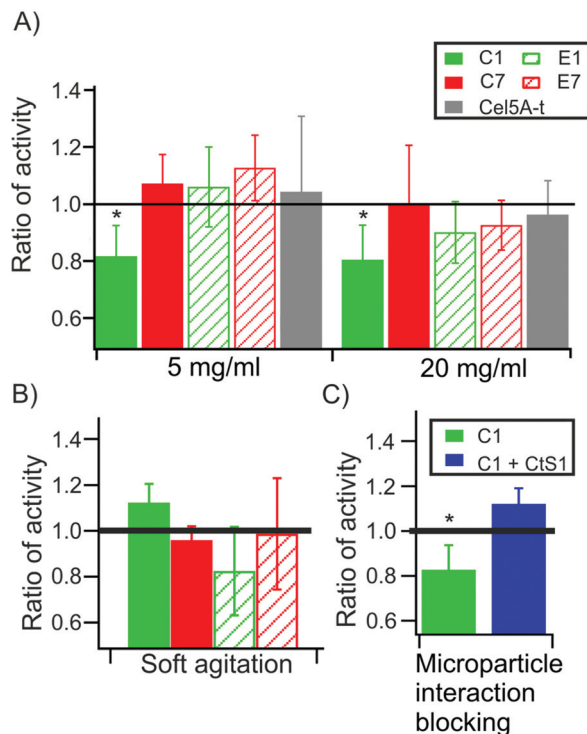 A)
C1 E1
C7 E7
Cel5A-t
Ratio of activity
1.4
1.2
1.0
0.8
0.6
*
*
5 mg/ml 20 mg/ml
B)
Ratio of activity
1.4
1.2
1.0
0.8
0.6
Soft agitation
C)
C1
C1 + CtS1
Ratio of activity
1.4
1.2
1.0
0.8
0.6
*
Microparticle
interaction
blocking